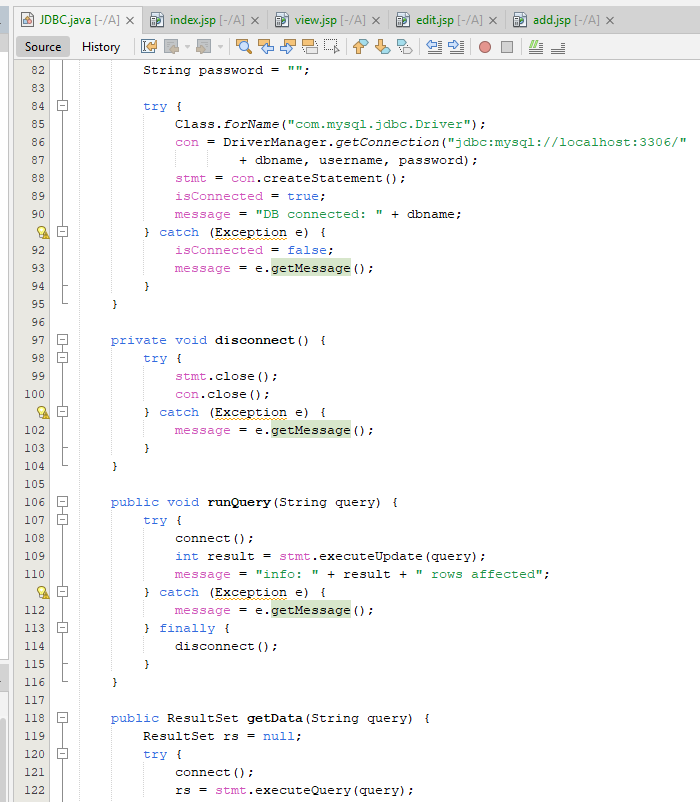 JDBC.java [-/A] index.jsp [-/A] view.jsp [-/A] edit.jsp [-/A] add.jsp [-/A]
Source History
82 String password = "";
83
84 try {
85 Class.forName("com.mysql.jdbc.Driver");
86 con = DriverManager.getConnection("jdbc:mysql://localhost:3306/"
87 + dbname, username, password);
88 stmt = con.createStatement();
89 isConnected = true;
90 message = "DB connected: " + dbname;
} catch (Exception e) {
92 isConnected = false;
93 message = e.getMessage();
94 }
95 }
96
97 private void disconnect() {
98 try {
99 stmt.close();
100 con.close();
} catch (Exception e) {
102 message = e.getMessage();
103 }
104 }
105
106 public void runQuery(String query) {
107 try {
108 connect();
109 int result = stmt.executeUpdate(query);
110 message = "info: " + result + " rows affected";
} catch (Exception e) {
112 message = e.getMessage();
113 } finally {
114 disconnect();
115 }
116 }
117
118 public ResultSet getData(String query) {
119 ResultSet rs = null;
120 try {
121 connect();
122 rs = stmt.executeQuery(query);